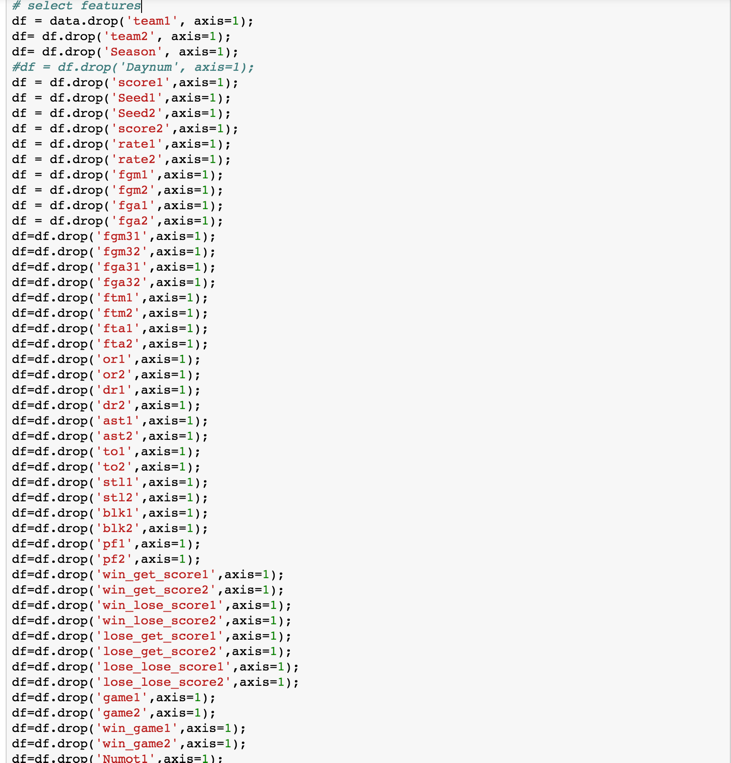 # select features
df = data.drop('team1', axis=1);
df= df.drop('team2', axis=1);
df= df.drop('Season', axis=1);
#df = df.drop('Daynum', axis=1);
df = df.drop('score1',axis=1);
df = df.drop('Seed1',axis=1);
df = df.drop('Seed2',axis=1);
df = df.drop('score2',axis=1);
df = df.drop('rate1',axis=1);
df = df.drop('rate2',axis=1);
df = df.drop('fgm1',axis=1);
df = df.drop('fgm2',axis=1);
df = df.drop('fga1',axis=1);
df = df.drop('fga2',axis=1);
df=df.drop('fgm31',axis=1);
df=df.drop('fgm32',axis=1);
df=df.drop('fga31',axis=1);
df=df.drop('fga32',axis=1);
df=df.drop('ftm1',axis=1);
df=df.drop('ftm2',axis=1);
df=df.drop('fta1',axis=1);
df=df.drop('fta2',axis=1);
df=df.drop('or1',axis=1);
df=df.drop('or2',axis=1);
df=df.drop('dr1',axis=1);
df=df.drop('dr2',axis=1);
df=df.drop('ast1',axis=1);
df=df.drop('ast2',axis=1);
df=df.drop('to1',axis=1);
df=df.drop('to2',axis=1);
df=df.drop('stl1',axis=1);
df=df.drop('stl2',axis=1);
df=df.drop('blk1',axis=1);
df=df.drop('blk2',axis=1);
df=df.drop('pf1',axis=1);
df=df.drop('pf2',axis=1);
df=df.drop('win_get_score1',axis=1);
df=df.drop('win_get_score2',axis=1);
df=df.drop('win_lose_score1',axis=1);
df=df.drop('win_lose_score2',axis=1);
df=df.drop('lose_get_score1',axis=1);
df=df.drop('lose_get_score2',axis=1);
df=df.drop('lose_lose_score1',axis=1);
df=df.drop('lose_lose_score2',axis=1);
df=df.drop('game1',axis=1);
df=df.drop('game2',axis=1);
df=df.drop('win_game1',axis=1);
df=df.drop('win_game2',axis=1);
df=df.drop('Numot1',axis=1);